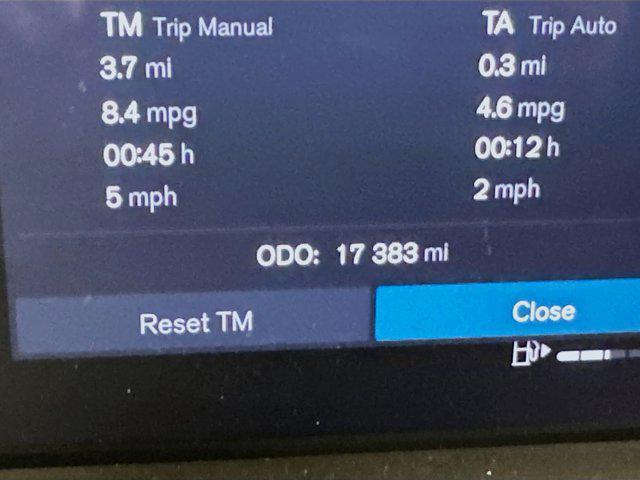 TM Trip Manual TA Trip Auto
3.7 mi 0.3 mi
8.4 mpg 4.6 mpg
00:45 h 00:12 h
5 mph 2 mph
ODO: 17 383 mi
Reset TM Close